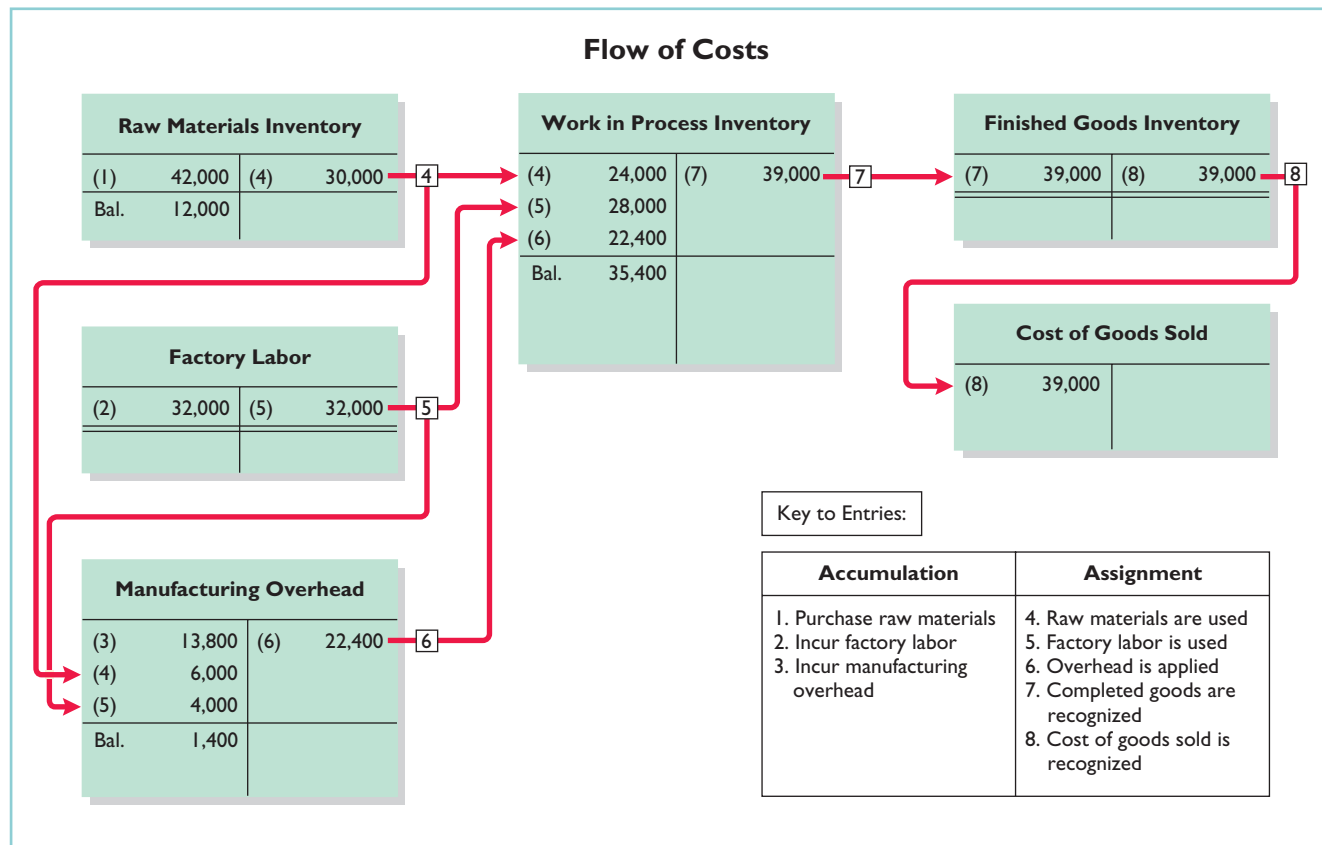 Flow of Costs
Raw Materials Inventory
(1) 42,000 (4) 30,000 4
Bal. 12,000
Work in Process Inventory
(4) 24,000 (7) 39,000 7
(5) 28,000
(6) 22,400
Bal. 35,400
Finished Goods Inventory
(7) 39,000 (8) 39,000 8
Factory Labor
(2) 32,000 (5) 32,000 5
Cost of Goods Sold
(8) 39,000
Manufacturing Overhead
(3) 13,800 (6) 22,400 6
(4) 6,000
(5) 4,000
Bal. 1,400
Key to Entries:
Accumulation
1. Purchase raw materials
2. Incur factory labor
3. Incur manufacturing
overhead
Assignment
4. Raw materials are used
5. Factory labor is used
6. Overhead is applied
7. Completed goods are
recognized
8. Cost of goods sold is
recognized